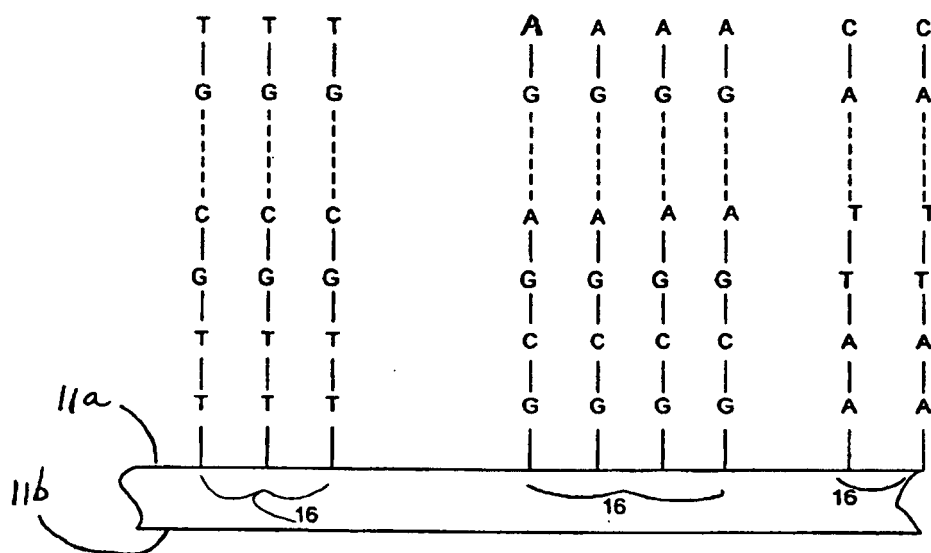 T T T A A A A C C
G G G G G G G A A
C C C A A A A T T
G G G G G G G T T
T T T C C C C A A
T T T G G G G A A
11a
11b
16 16 16